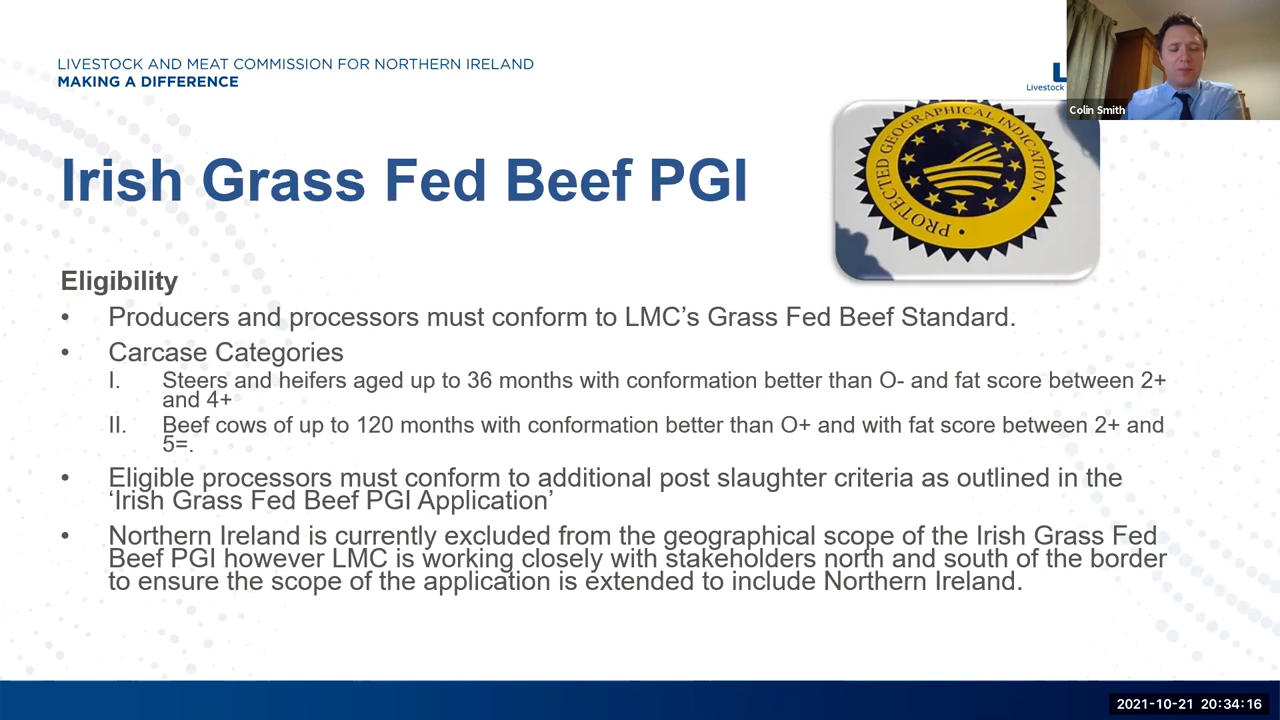 LIVESTOCK AND MEAT COMMISSION FOR NORTHERN IRELAND
MAKING A DIFFERENCE
Livestock
Colin Smith
PROTECTED GEOGRAPHICAL INDICATION
Irish Grass Fed Beef PGI
Eligibility
• Producers and processors must conform to LMC’s Grass Fed Beef Standard.
• Carcase Categories
I. Steers and heifers aged up to 36 months with conformation better than O- and fat score between 2+
and 4+
II. Beef cows of up to 120 months with conformation better than O+ and with fat score between 2+ and
5=.
• Eligible processors must conform to additional post slaughter criteria as outlined in the
‘Irish Grass Fed Beef PGI Application’
• Northern Ireland is currently excluded from the geographical scope of the Irish Grass Fed
Beef PGI however LMC is working closely with stakeholders north and south of the border
to ensure the scope of the application is extended to include Northern Ireland.
2021-10-21 20:34:16